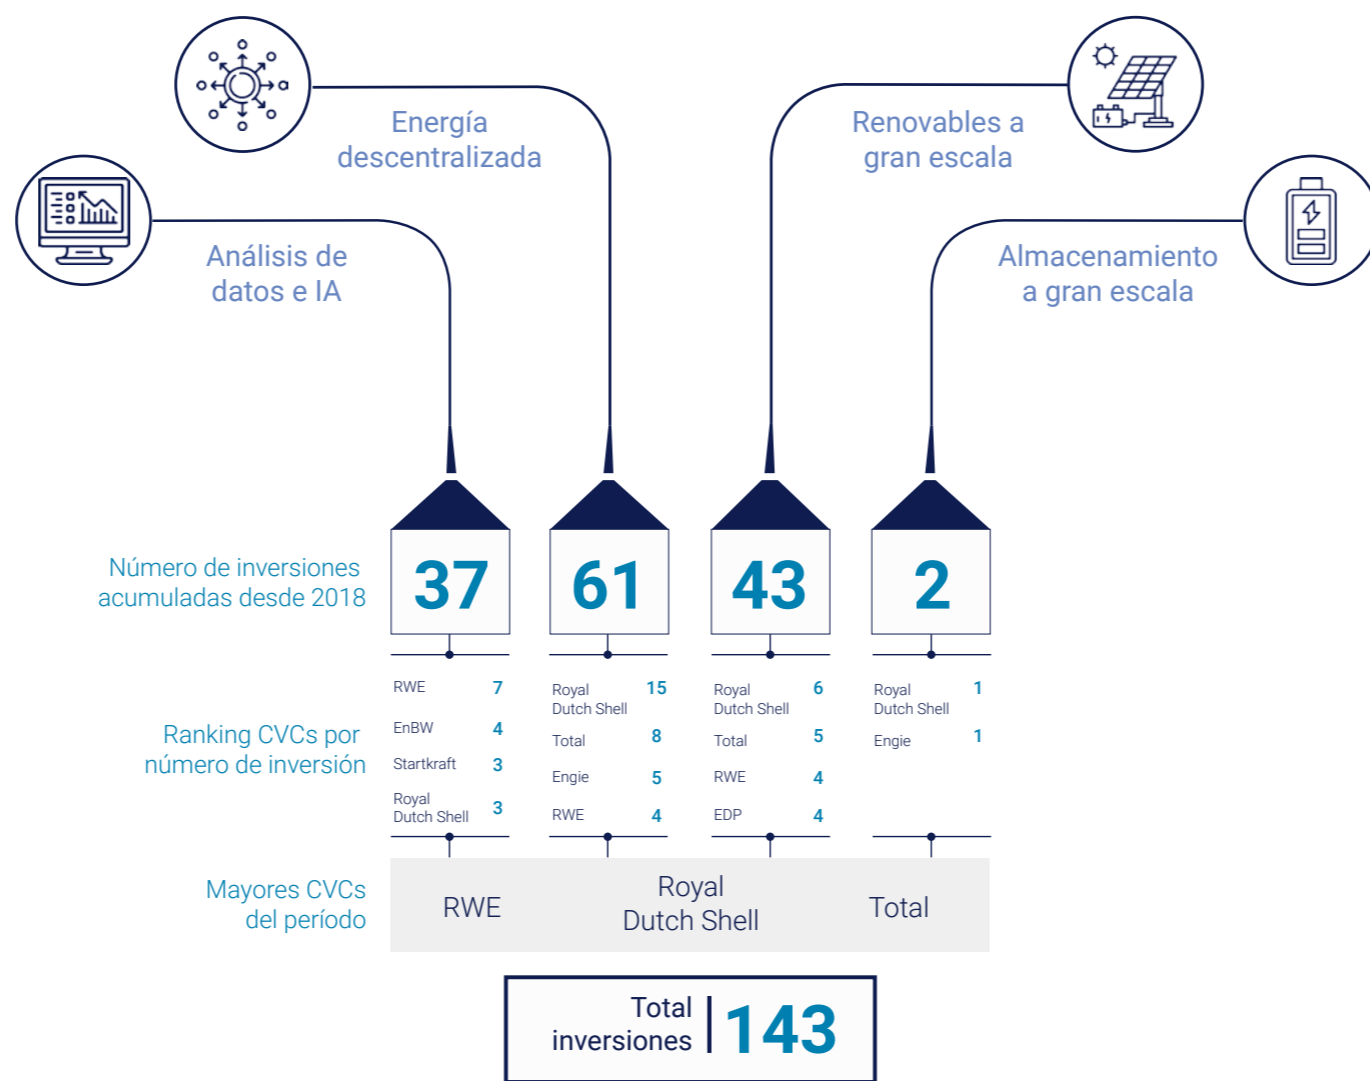 Energía
descentralizada
Renovables a
gran escala
Análisis de
datos e IA
Almacenamiento
a gran escala
Número de inversiones
acumuladas desde 2018
37
61
43
2
Ranking CVCs por
número de inversión
RWE 7
EnBW 4
Startkraft 3
Royal
Dutch Shell 3
Royal 15
Dutch Shell
Total 8
Engie 5
RWE 4
Royal 6
Dutch Shell
Total 5
RWE 4
EDP 4
Royal 1
Dutch Shell
Engie 1
Mayores CVCs
del período
RWE
Royal
Dutch Shell
Total
Total
inversiones
143